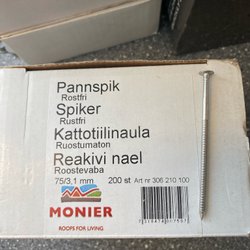 Pannspik
Rostfri
Spiker
Rustfri
Kattotiilinaula
Ruostumaton
Reakivi nael
Roostevaba
75/3,1 mm 200 st Art nr 306 210 100
MONIER
ROOFS FOR LIVING